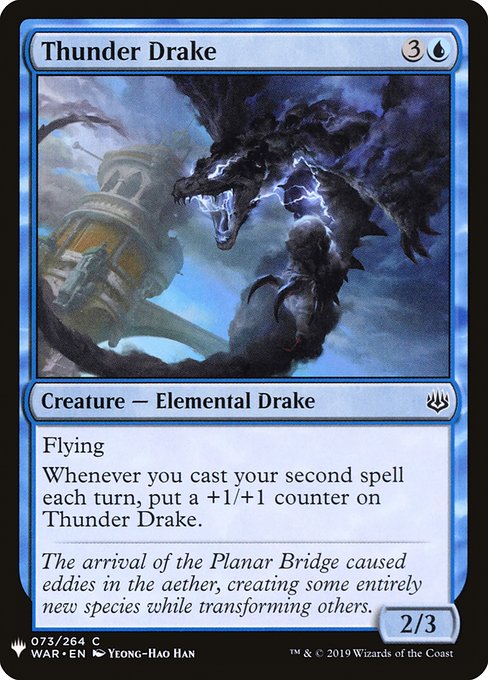 Thunder Drake 3
Creature — Elemental Drake
Flying
Whenever you cast your second spell
each turn, put a +1/+1 counter on
Thunder Drake.
The arrival of the Planar Bridge caused
eddies in the aether, creating some entirely
new species while transforming others.
2/3
073/264 C
WAR • EN Yeong-Hao Han
™ & © 2019 Wizards of the Coast